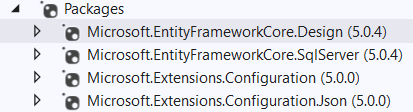 Packages
Microsoft.EntityFrameworkCore.Design (5.0.4)
Microsoft.EntityFrameworkCore.SqlServer (5.0.4)
Microsoft.Extensions.Configuration (5.0.0)
Microsoft.Extensions.Configuration.Json (5.0.0)